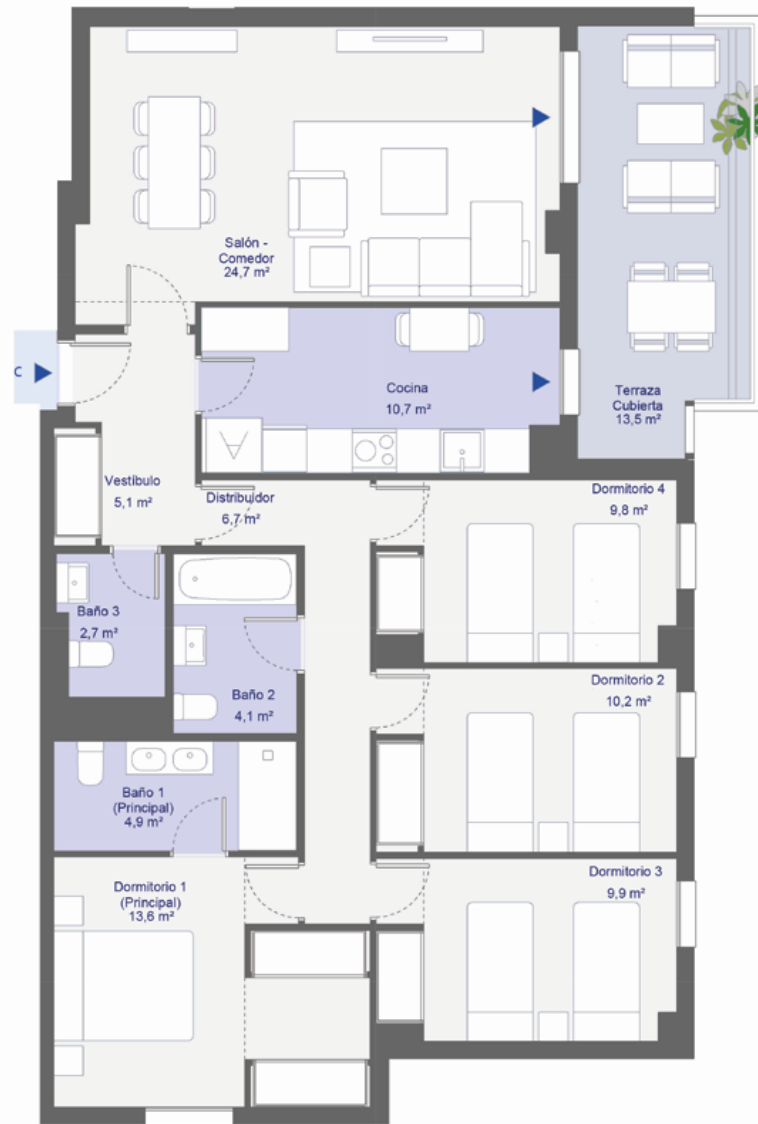 Salón -
Comedor
24,7 m²
C
Cocina
10,7 m²
Terraza
Cubierta
13,5 m²
Vestíbulo
5,1 m²
Distribuidor
6,7 m²
Dormitorio 4
9,8 m²
Baño 3
2,7 m²
Baño 2
4,1 m²
Dormitorio 2
10,2 m²
Baño 1
(Principal)
4,9 m²
Dormitorio 1
(Principal)
13,6 m²
Dormitorio 3
9,9 m²